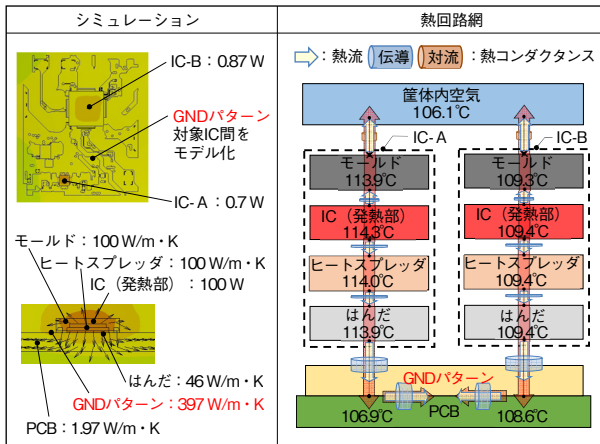 シミュレーション
IC-B：0.87 W
GNDパターン
対象IC間を
モデル化
IC-A：0.7 W
モールド：100 W/m・K
ヒートスプレッダ：100 W/m・K
IC（発熱部）：100 W
はんだ：46 W/m・K
GNDパターン：397 W/m・K
PCB：1.97 W/m・K
熱回路網
：熱流
伝導
対流
：熱コンダクタンス
筐体内空気
106.1℃
IC-A
モールド
113.9℃
IC（発熱部）
114.3℃
ヒートスプレッダ
114.0℃
はんだ
113.9℃
IC-B
モールド
109.3℃
IC（発熱部）
109.4℃
ヒートスプレッダ
109.4℃
はんだ
109.4℃
GNDパターン
106.9℃
PCB
108.6℃